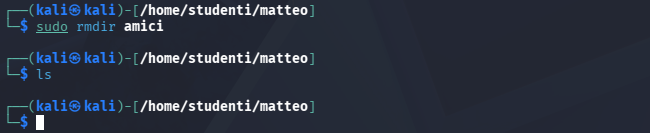 ┌──(kali㉿kali)-[/home/studenti/matteo]
└─$ sudo rmdir amici
┌──(kali㉿kali)-[/home/studenti/matteo]
└─$ ls
┌──(kali㉿kali)-[/home/studenti/matteo]
└─$